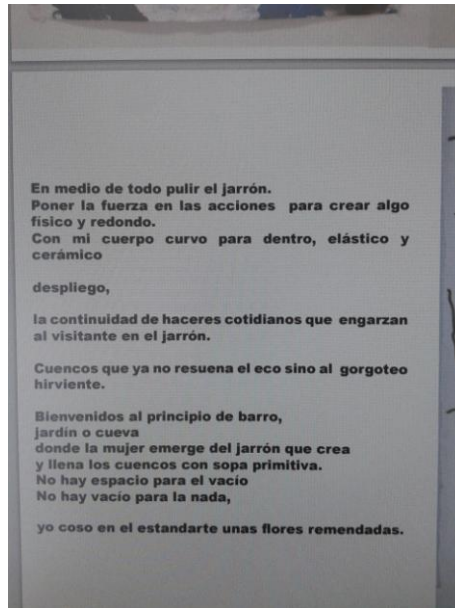 En medio de todo pulir el jarrón.
Poner la fuerza en las acciones para crear algo
físico y redondo.
Con mi cuerpo curvo para dentro, elástico y
cerámico
despliego,
la continuidad de haceres cotidianos que engarzan
al visitante en el jarrón.
Cuencos que ya no resuena el eco sino al gorgoteo
hirviente.
Bienvenidos al principio de barro,
jardín o cueva
donde la mujer emerge del jarrón que crea
y llena los cuencos con sopa primitiva.
No hay espacio para el vacío
No hay vacío para la nada,
yo coso en el estandarte unas flores remendadas.